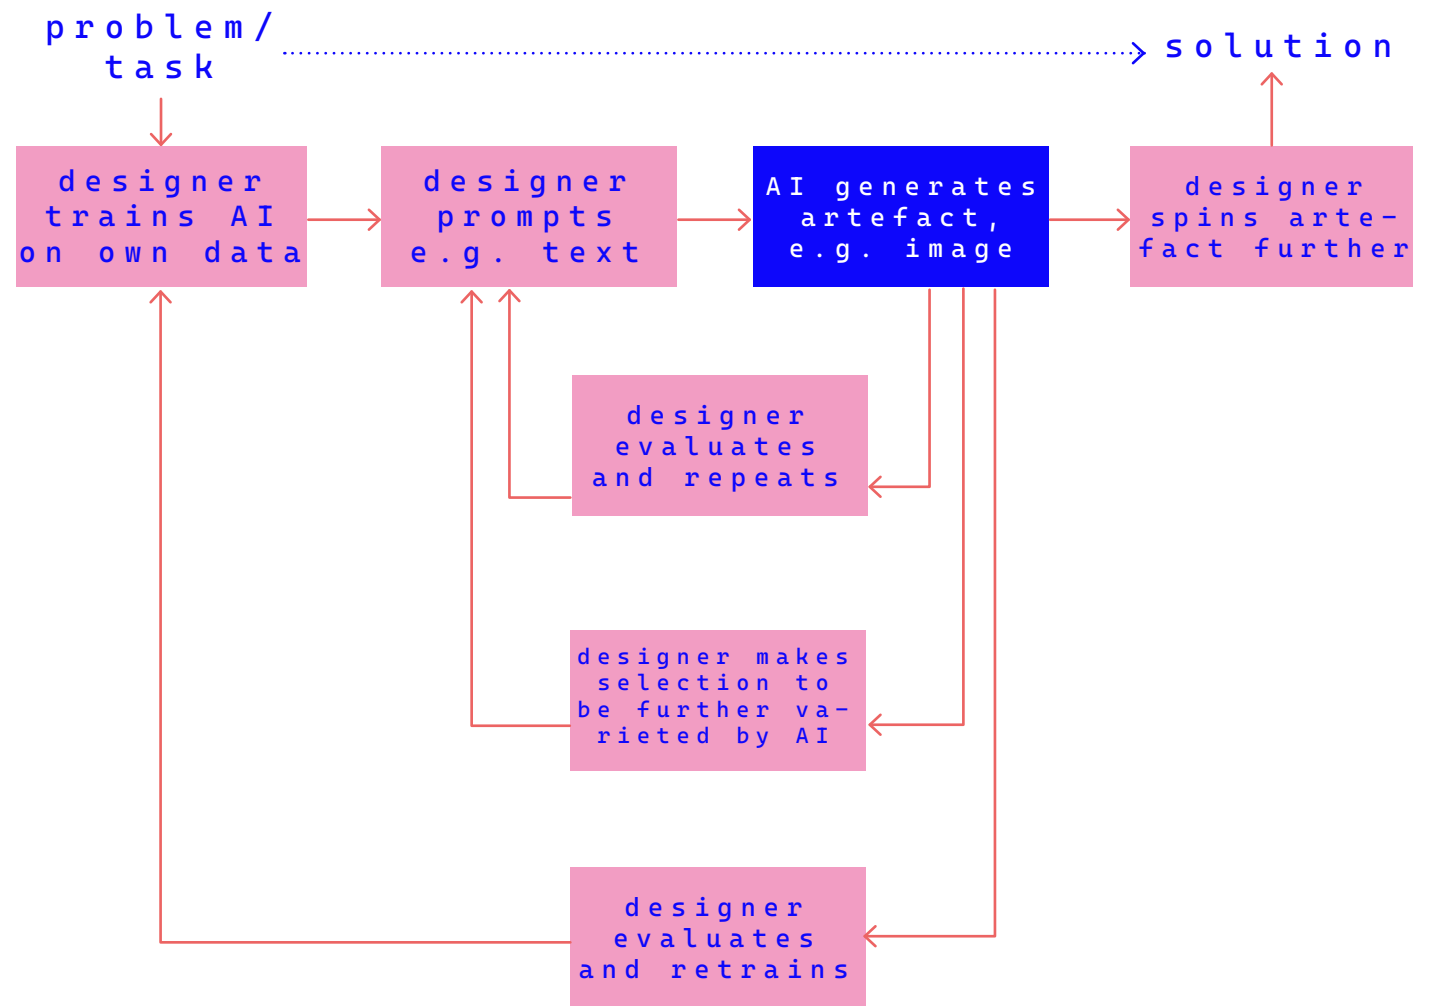 problem/
task
solution
designer
trains AI
on own data
designer
prompts
e.g. text
AI generates
artefact,
e.g. image
designer
spins arte-
fact further
designer
evaluates
and repeats
designer makes
selection to
be further va-
rieted by AI
designer
evaluates
and retrains